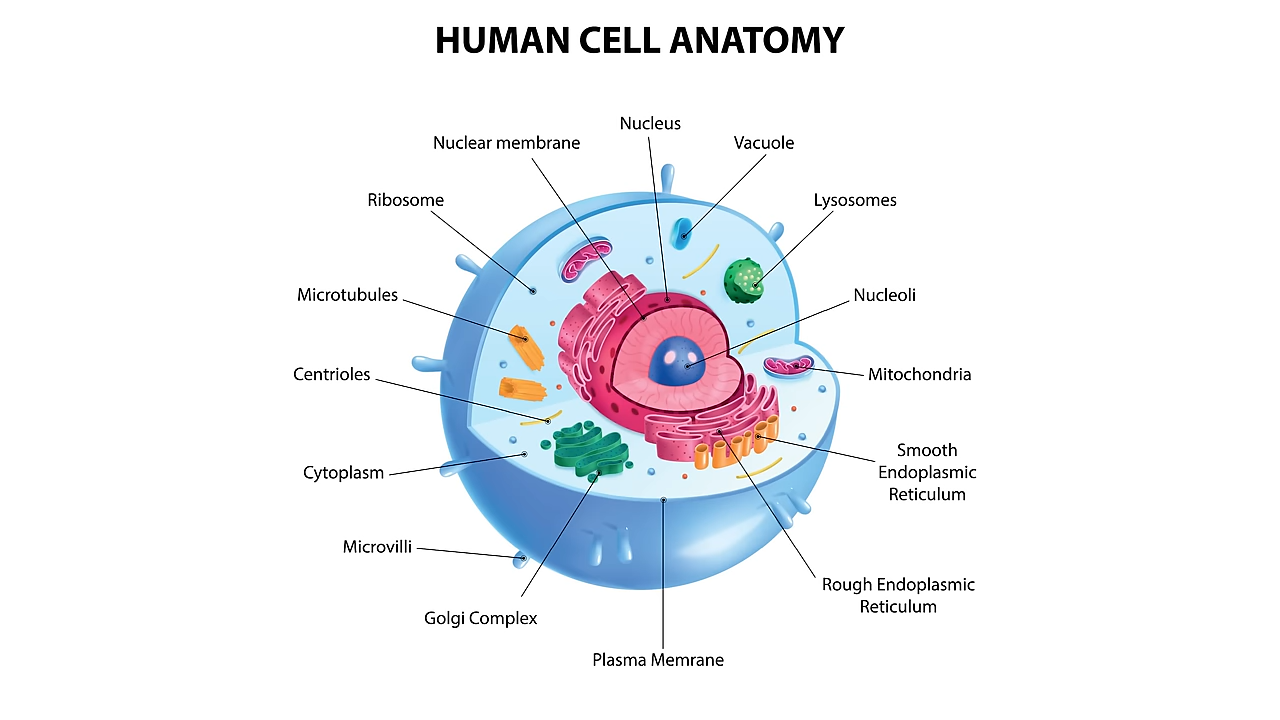 HUMAN CELL ANATOMY
Nucleus
Nuclear membrane
Vacuole
Ribosome
Lysosomes
Microtubules
Nucleoli
Centrioles
Mitochondria
Smooth
Endoplasmic
Reticulum
Cytoplasm
Microvilli
Rough Endoplasmic
Reticulum
Golgi Complex
Plasma Memrane